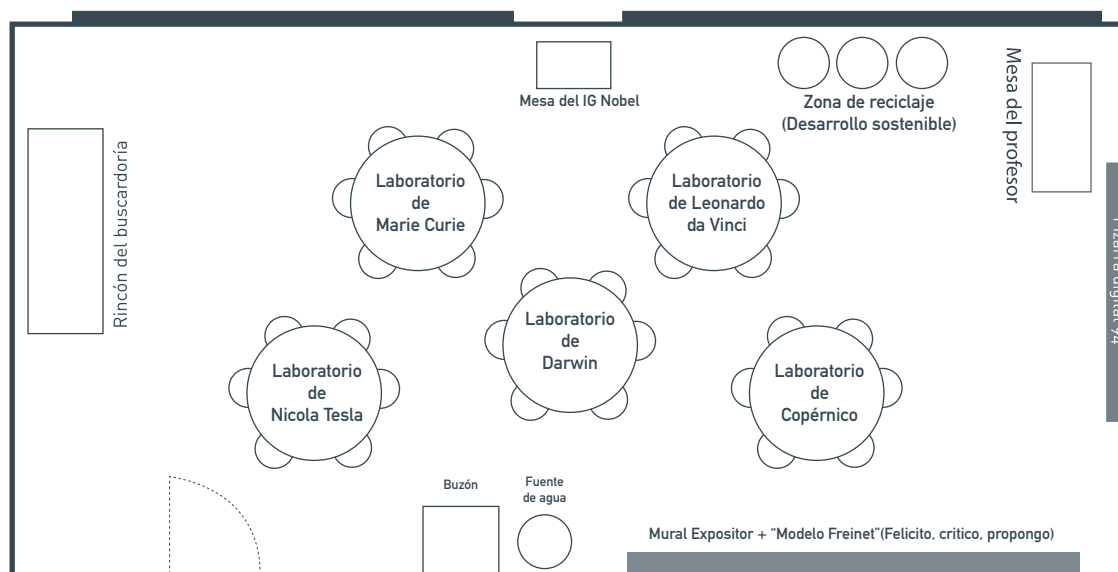 Mesa del IG Nobel
Zona de reciclaje
(Desarrollo sostenible)
Mesa del profesor
Rincón del buscardoría
Laboratorio
de
Marie Curie
Laboratorio
de Leonardo
da Vinci
Laboratorio
de
Darwin
Laboratorio
de
Nicola Tesla
Laboratorio
de
Copérnico
Buzón
Fuente
de agua
Mural Expositor + “Modelo Freinet”(Felicito, critico, propongo)